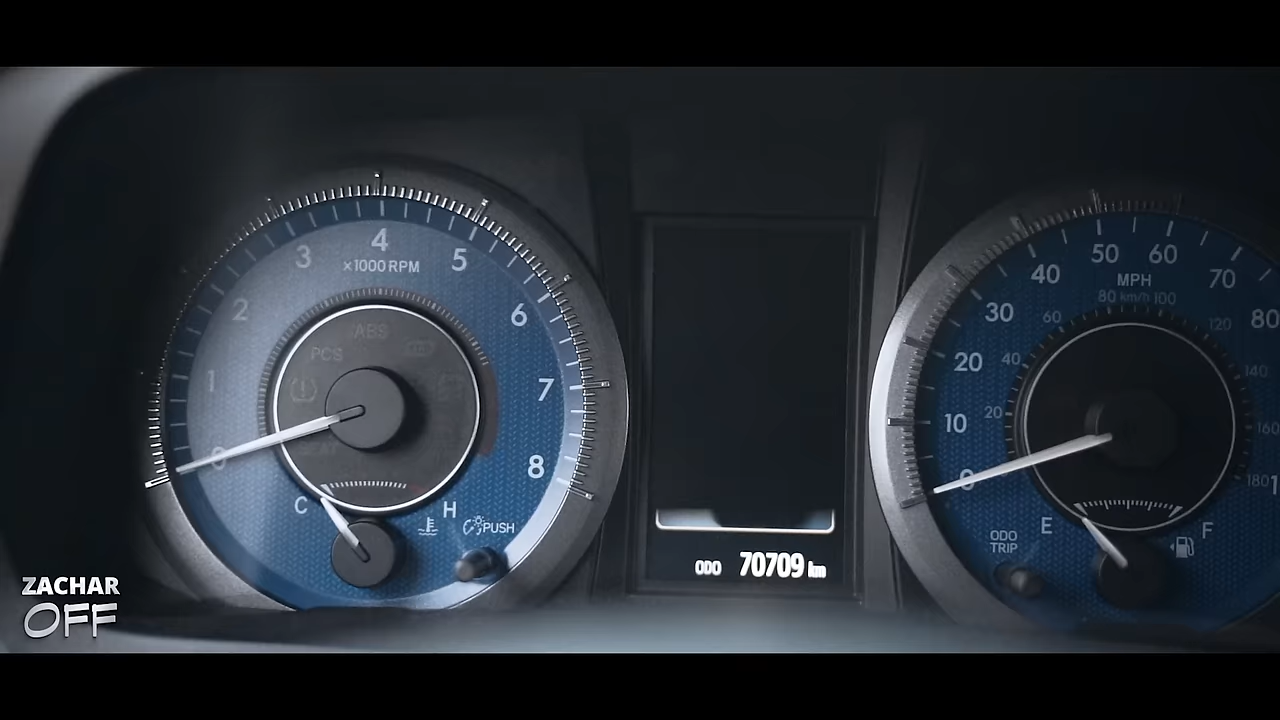 4
3
5
×1000 RPM
2
6
ABS
PCS
1
7
0
8
C
H
PUSH
ODO 70709 km
50
60
40
70
MPH
80 km/h 100
30
60
120
80
20
40
140
10
20
160
0
180
E
F
ODO
TRIP
ZACHAR
OFF